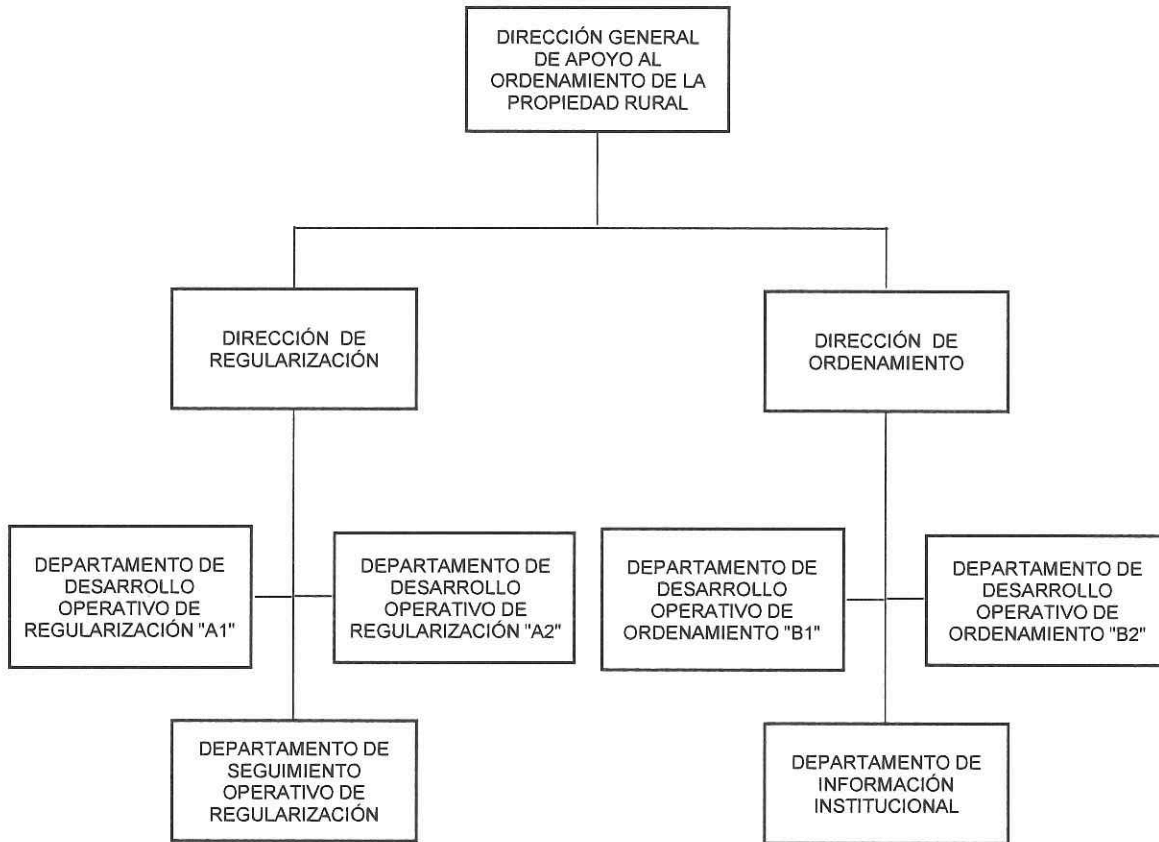 DIRECCIÓN GENERAL
DE APOYO AL
ORDENAMIENTO DE LA
PROPIEDAD RURAL
DIRECCIÓN DE
REGULARIZACIÓN
DIRECCIÓN DE
ORDENAMIENTO
DEPARTAMENTO DE
DESARROLLO
OPERATIVO DE
REGULARIZACIÓN "A1"
DEPARTAMENTO DE
DESARROLLO
OPERATIVO DE
REGULARIZACIÓN "A2"
DEPARTAMENTO DE
DESARROLLO
OPERATIVO DE
ORDENAMIENTO "B1"
DEPARTAMENTO DE
DESARROLLO
OPERATIVO DE
ORDENAMIENTO "B2"
DEPARTAMENTO DE
SEGUIMIENTO
OPERATIVO DE
REGULARIZACIÓN
DEPARTAMENTO DE
INFORMACIÓN
INSTITUCIONAL